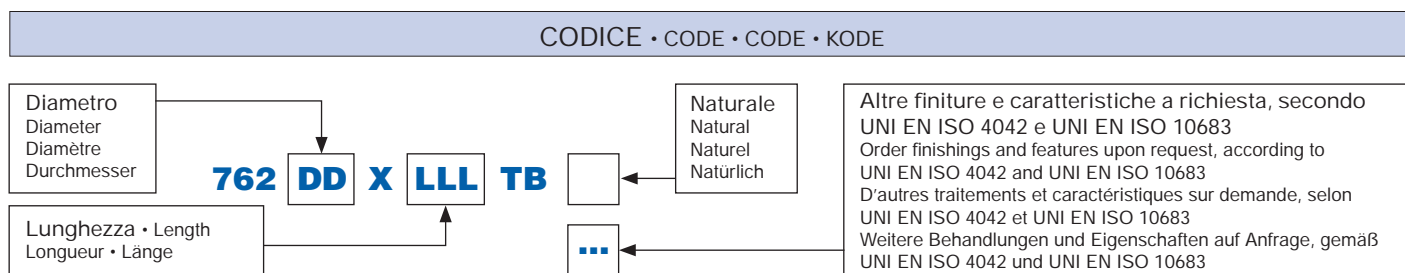 CODICE • CODE • CODE • KODE
Diametro
Diameter
Diamètre
Durchmesser
762 DD X LLL TB
Naturale
Natural
Naturel
Natürlich
Lunghezza • Length
Longueur • Länge
...
Altre finiture e caratteristiche a richiesta, secondo
UNI EN ISO 4042 e UNI EN ISO 10683
Order finishings and features upon request, according to
UNI EN ISO 4042 and UNI EN ISO 10683
D'autres traitements et caractéristiques sur demande, selon
UNI EN ISO 4042 et UNI EN ISO 10683
Weitere Behandlungen und Eigenschaften auf Anfrage, gemäß
UNI EN ISO 4042 und UNI EN ISO 10683